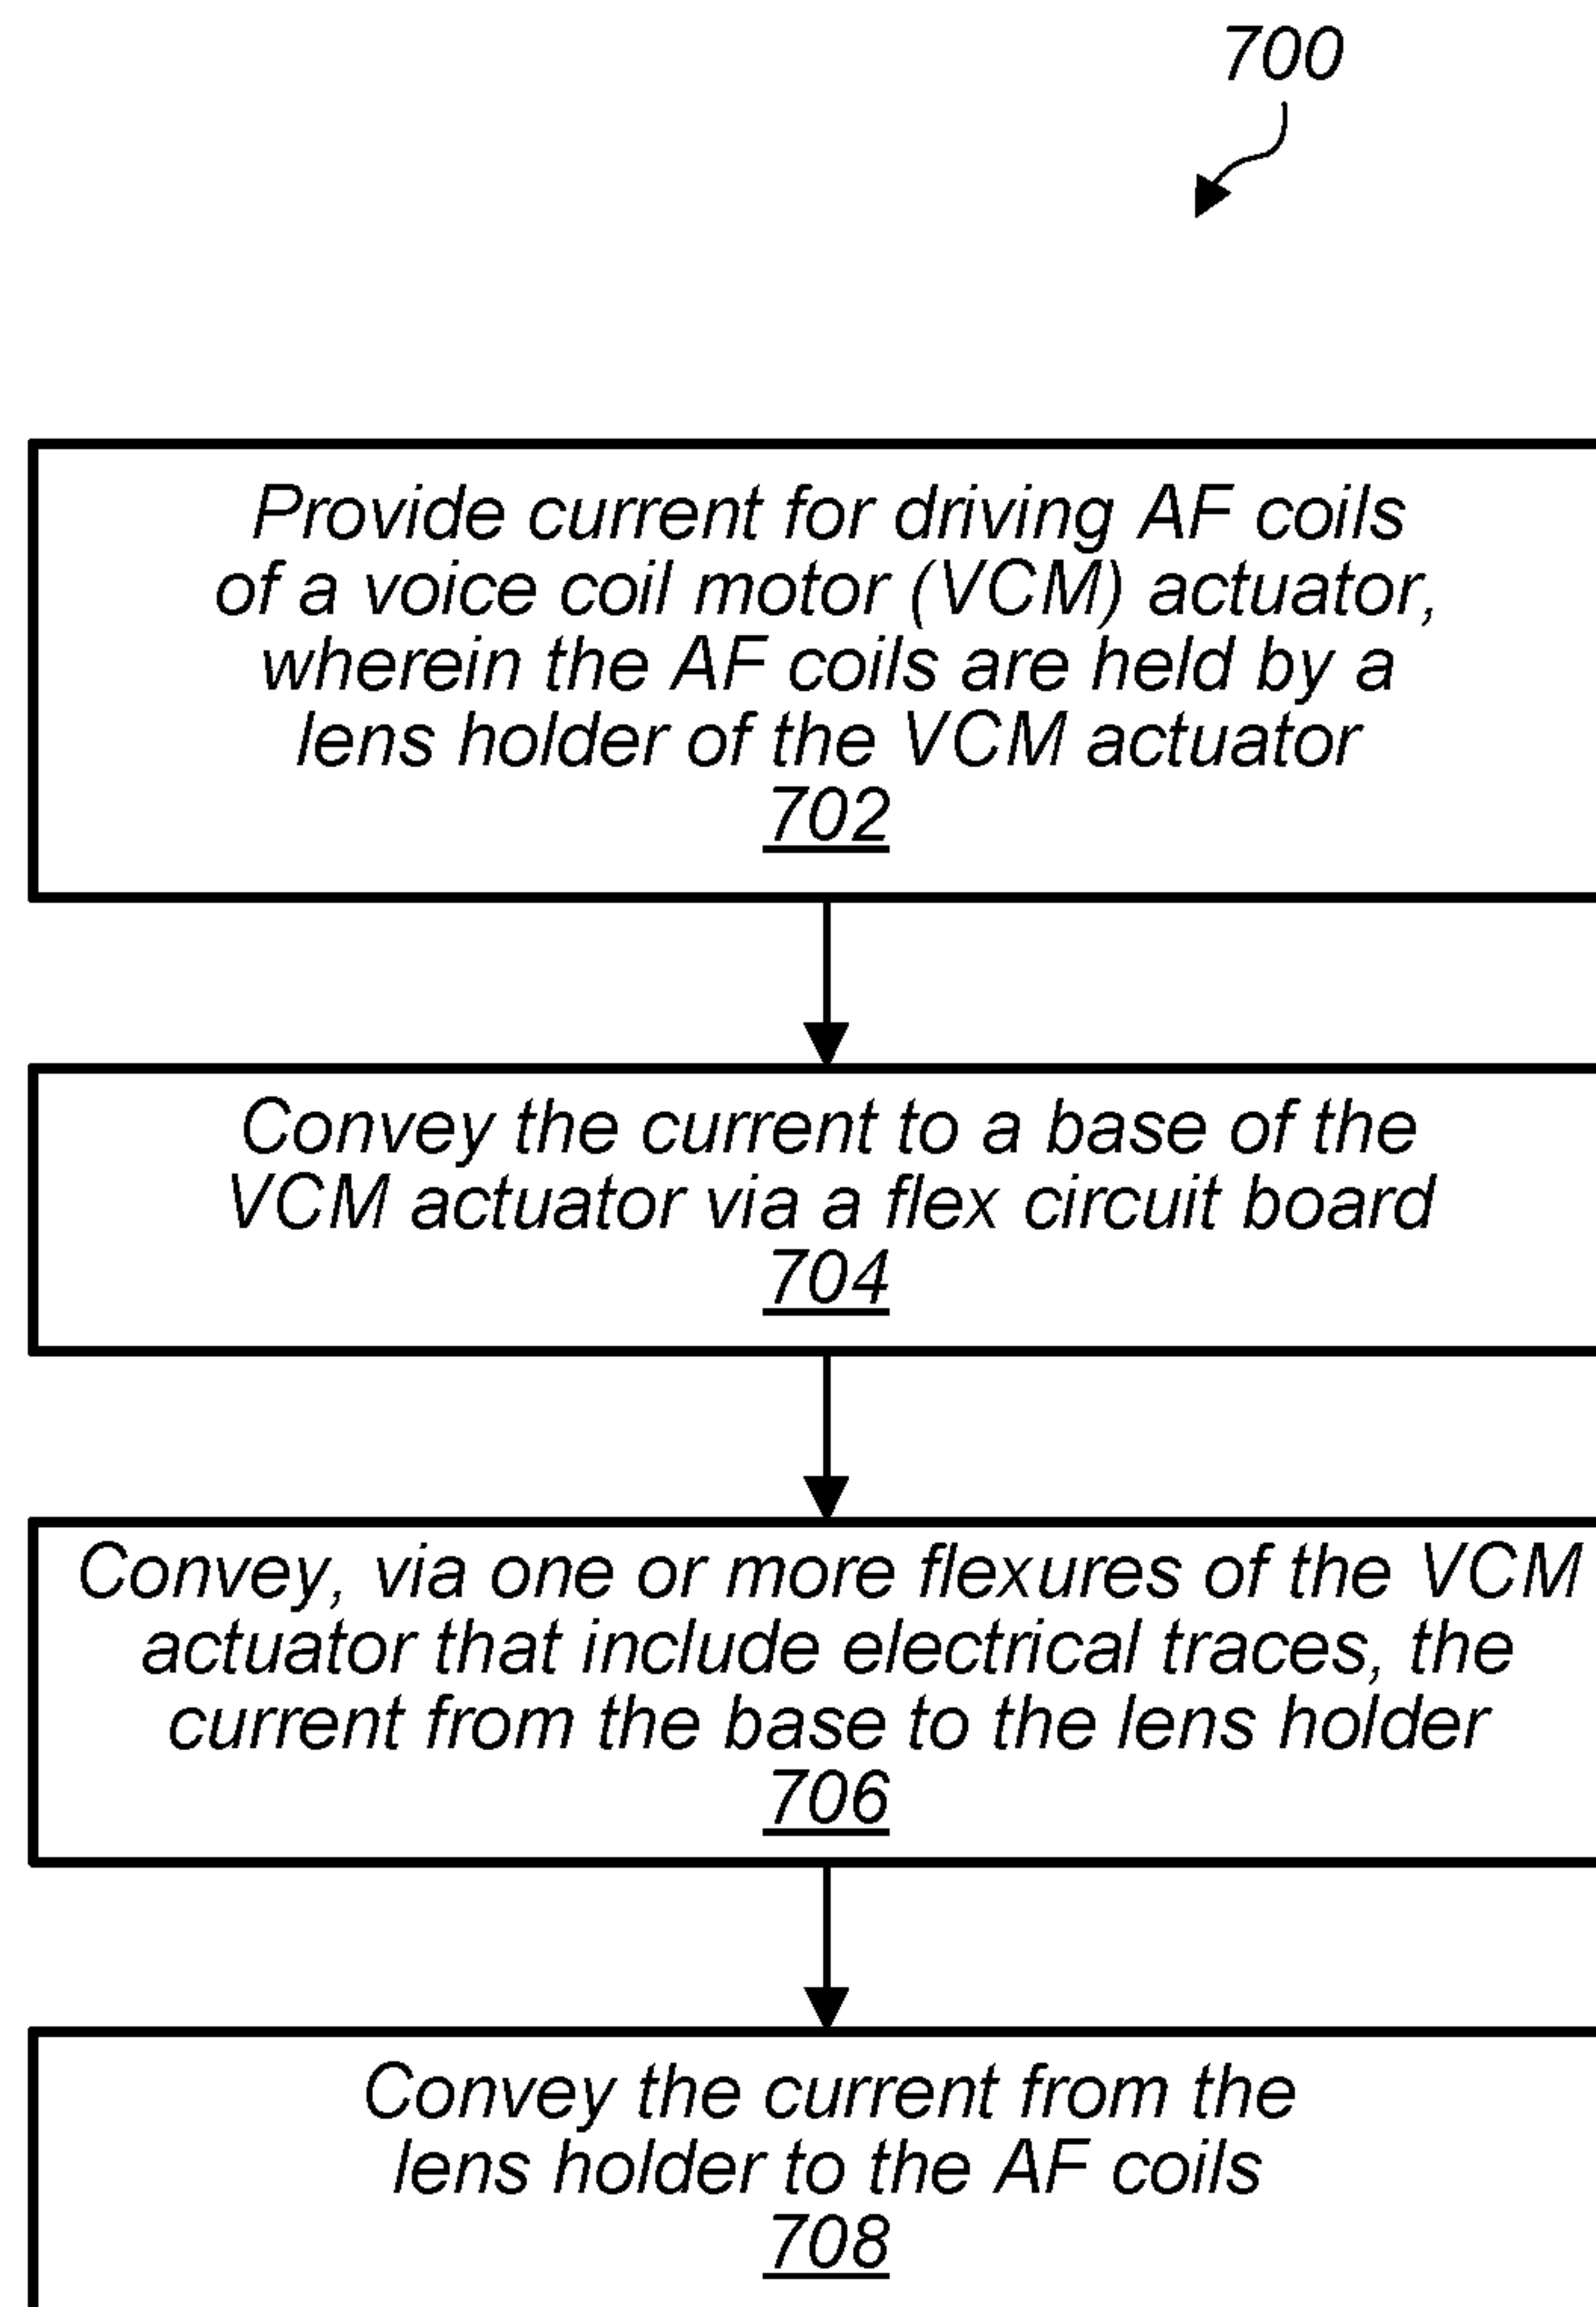 700
Provide current for driving AF coils
of a voice coil motor (VCM) actuator,
wherein the AF coils are held by a
lens holder of the VCM actuator
702
Convey the current to a base of the
VCM actuator via a flex circuit board
704
Convey, via one or more flexures of the VCM
actuator that include electrical traces, the
current from the base to the lens holder
706
Convey the current from the
lens holder to the AF coils
708